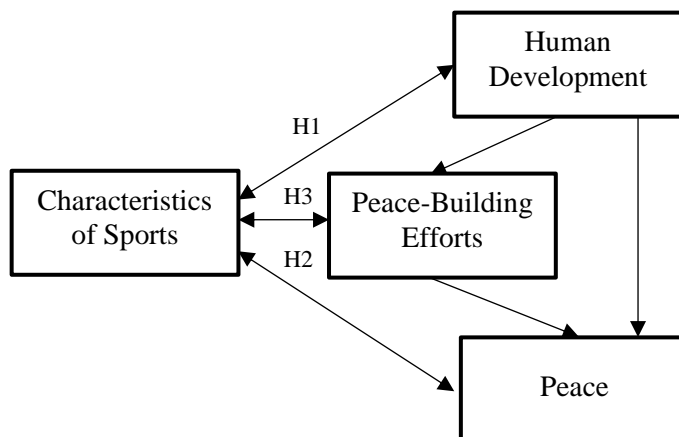 Human
Development
H1
Characteristics
of Sports
H3
Peace-Building
Efforts
H2
Peace